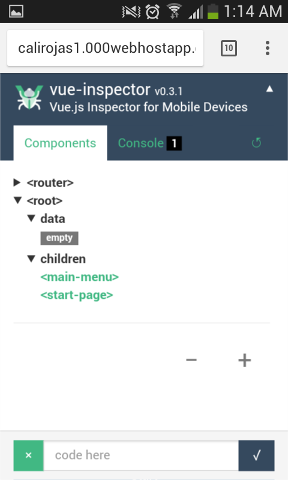 1:14 AM
calirojas1.000webhostapp.
10
vue-inspector v0.3.1
Vue.js Inspector for Mobile Devices
Components Console 1
<router>
<root>
data
empty
children
<main-menu>
<start-page>
− +
× code here √